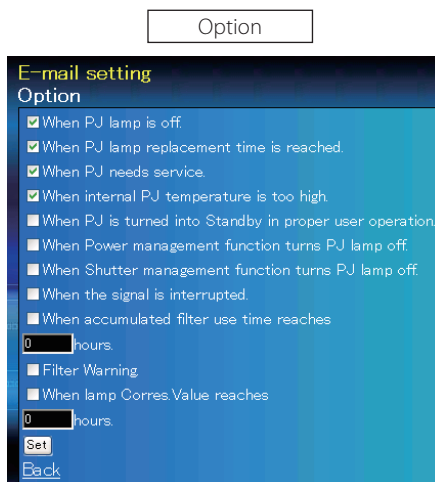 Option
E-mail setting
Option
When PJ lamp is off.
When PJ lamp replacement time is reached.
When PJ needs service.
When internal PJ temperature is too high.
When PJ is turned into Standby in proper user operation.
When Power management function turns PJ lamp off.
When Shutter management function turns PJ lamp off.
When the signal is interrupted.
When accumulated filter use time reaches
0 hours.
Filter Warning
When lamp Corres.Value reaches
0 hours.
Set
Back